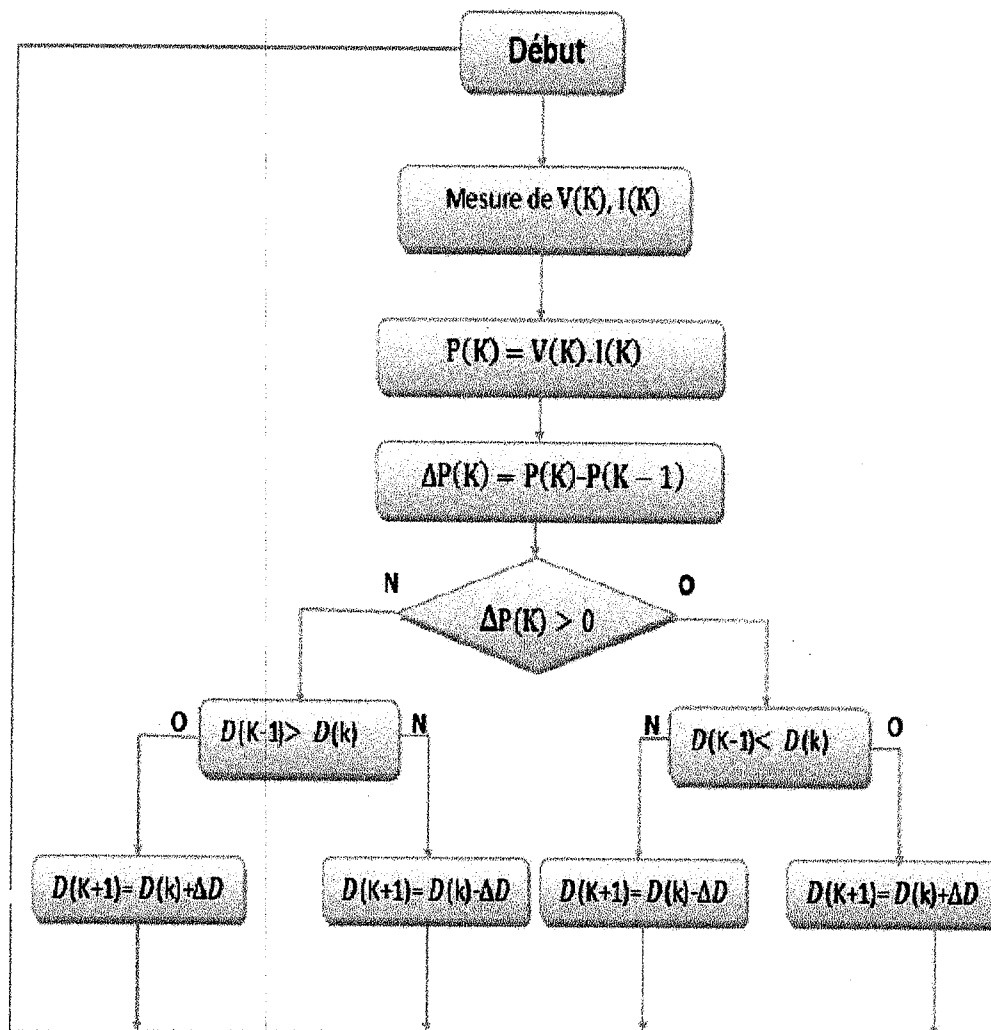 Début
Mesure de V(K), I(K)
P(K) = V(K).I(K)
ΔP(K) = P(K)-P(K – 1)
N
O
ΔP(K) > 0
O
D(K-1)> D(k)
N
N
D(K-1)< D(k)
O
D(K+1)= D(k)+ΔD
D(K+1)= D(k)-ΔD
D(K+1)= D(k)-ΔD
D(K+1)= D(k)+ΔD